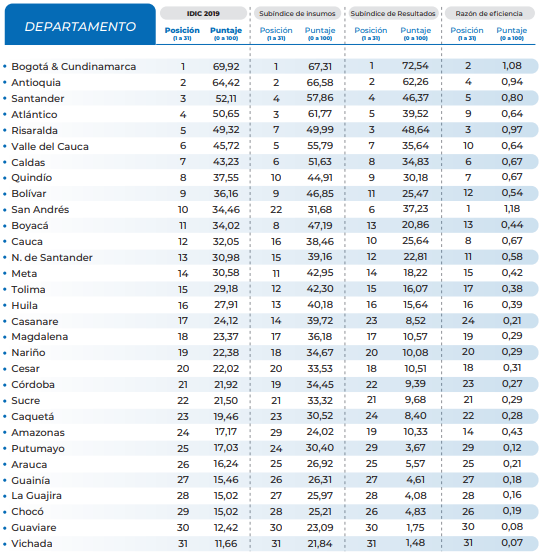 DEPARTAMENTO IDIC 2019 Subíndice de insumos Subíndice de Resultados Razón de eficiencia
Posición Puntaje Posición Puntaje Posición Puntaje Posición Puntaje
(1 a 31) (0 a 100) (1 a 31) (0 a 100) (1 a 31) (0 a 100) (1 a 31) (0 a 100)
• Bogotá & Cundinamarca 1 69,92 1 67,31 1 72,54 2 1,08
• Antioquia 2 64,42 2 66,58 2 62,26 4 0,94
• Santander 3 52,11 4 57,86 4 46,37 5 0,80
• Atlántico 4 50,65 3 61,77 5 39,52 9 0,64
• Risaralda 5 49,32 7 49,99 3 48,64 3 0,97
• Valle del Cauca 6 45,72 5 55,79 7 35,64 10 0,64
• Caldas 7 43,23 6 51,63 8 34,83 6 0,67
• Quindío 8 37,55 10 44,91 9 30,18 7 0,67
• Bolívar 9 36,16 9 46,85 11 25,47 12 0,54
• San Andrés 10 34,46 22 31,68 6 37,23 1 1,18
• Boyacá 11 34,02 8 47,19 13 20,86 13 0,44
• Cauca 12 32,05 16 38,46 10 25,64 8 0,67
• N. de Santander 13 30,98 15 39,16 12 22,81 11 0,58
• Meta 14 30,58 11 42,95 14 18,22 15 0,42
• Tolima 15 29,18 12 42,30 15 16,07 17 0,38
• Huila 16 27,91 13 40,18 16 15,64 16 0,39
• Casanare 17 24,12 14 39,72 23 8,52 24 0,21
• Magdalena 18 23,37 17 36,18 17 10,57 19 0,29
• Nariño 19 22,38 18 34,67 20 10,08 20 0,29
• Cesar 20 22,02 20 33,53 18 10,51 18 0,31
• Córdoba 21 21,92 19 34,45 22 9,39 23 0,27
• Sucre 22 21,50 21 33,32 21 9,68 21 0,29
• Caquetá 23 19,46 23 30,52 24 8,40 22 0,28
• Amazonas 24 17,17 29 24,02 19 10,33 14 0,43
• Putumayo 25 17,03 24 30,40 29 3,67 29 0,12
• Arauca 26 16,24 25 26,92 25 5,57 25 0,21
• Guainía 27 15,46 26 26,31 27 4,61 27 0,18
• La Guajira 28 15,02 27 25,97 28 4,08 28 0,16
• Chocó 29 15,02 28 25,21 26 4,83 26 0,19
• Guaviare 30 12,42 30 23,09 30 1,75 30 0,08
• Vichada 31 11,66 31 21,84 31 1,48 31 0,07